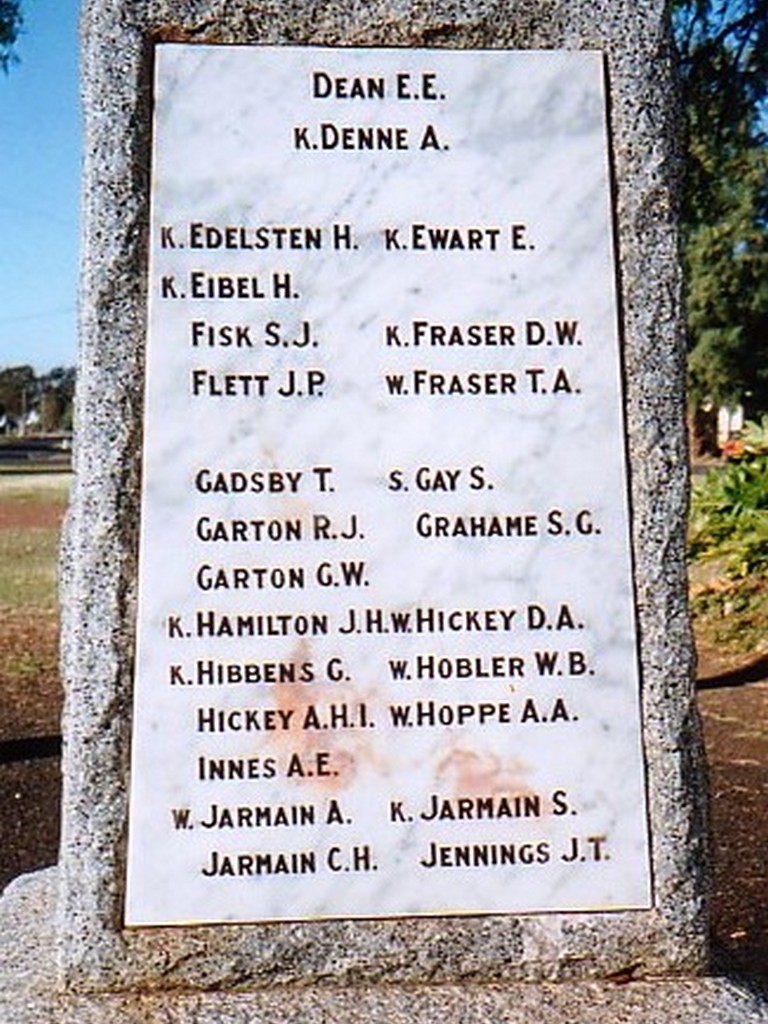 DEAN E.E.
K. DENNE A.
K. EDELSTEN H. K. EWART E.
K. EIBEL H.
FISK S.J. K. FRASER D.W.
FLETT J.P. W. FRASER T.A.
GADSBY T. S. GAY S.
GARTON R.J. GRAHAME S.G.
GARTON G.W.
K. HAMILTON J.H. W. HICKEY D.A.
K. HIBBENS G. W. HOBLER W.B.
HICKEY A.H.I. W. HOPPE A.A.
INNES A.E.
W. JARMAIN A. K. JARMAIN S.
JARMAIN C.H. JENNINGS J.T.